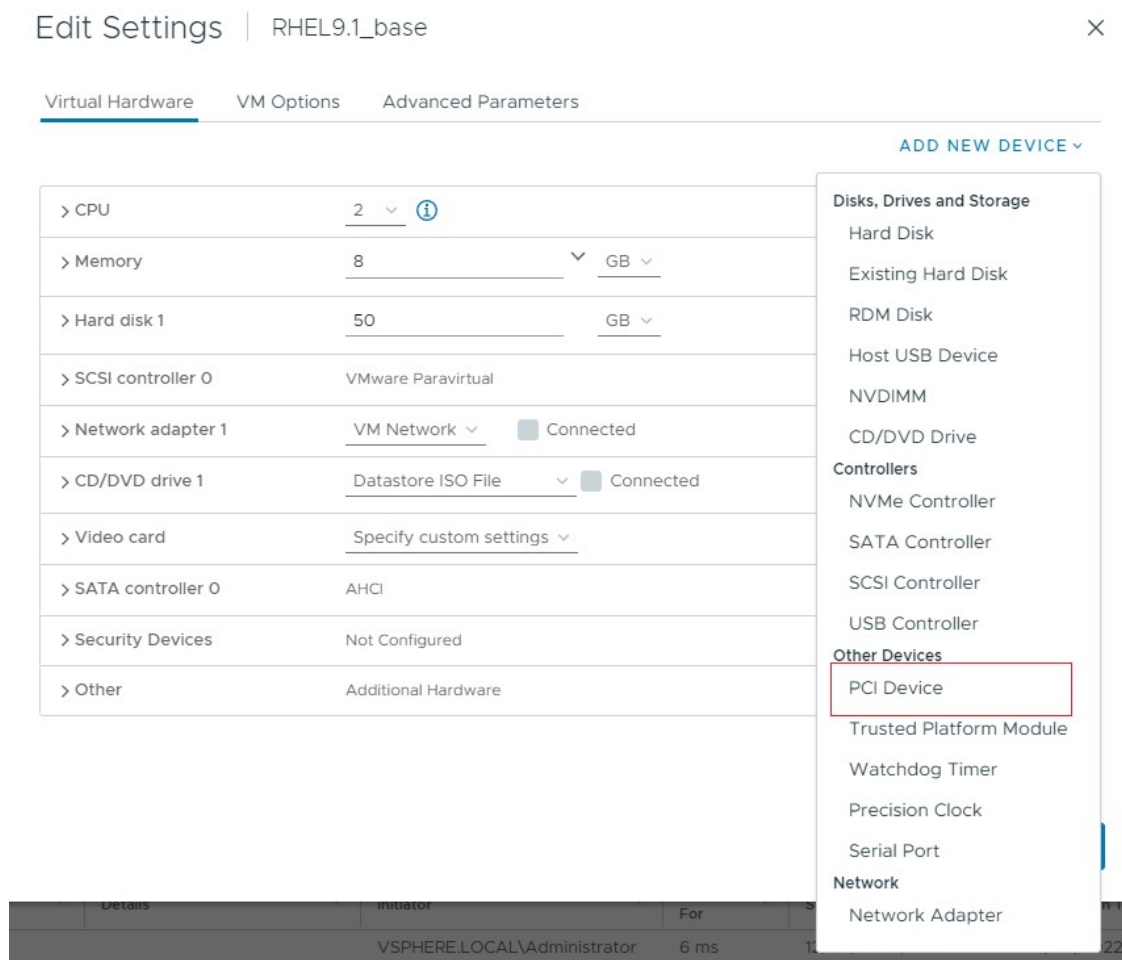 Edit Settings RHEL9.1_base
Virtual Hardware VM Options Advanced Parameters
ADD NEW DEVICE
CPU 2
Memory 8 GB
Hard disk 1 50 GB
SCSI controller 0 VMware Paravirtual
Network adapter 1 VM Network Connected
CD/DVD drive 1 Datastore ISO File Connected
Video card Specify custom settings
SATA controller 0 AHCI
Security Devices Not Configured
Other Additional Hardware
Disks, Drives and Storage
Hard Disk
Existing Hard Disk
RDM Disk
Host USB Device
NVDIMM
CD/DVD Drive
Controllers
NVMe Controller
SATA Controller
SCSI Controller
USB Controller
Other Devices
PCI Device
Trusted Platform Module
Watchdog Timer
Precision Clock
Serial Port
Network
Network Adapter
Details Initiator For
VSPHERE.LOCAL\Administrator 6 ms